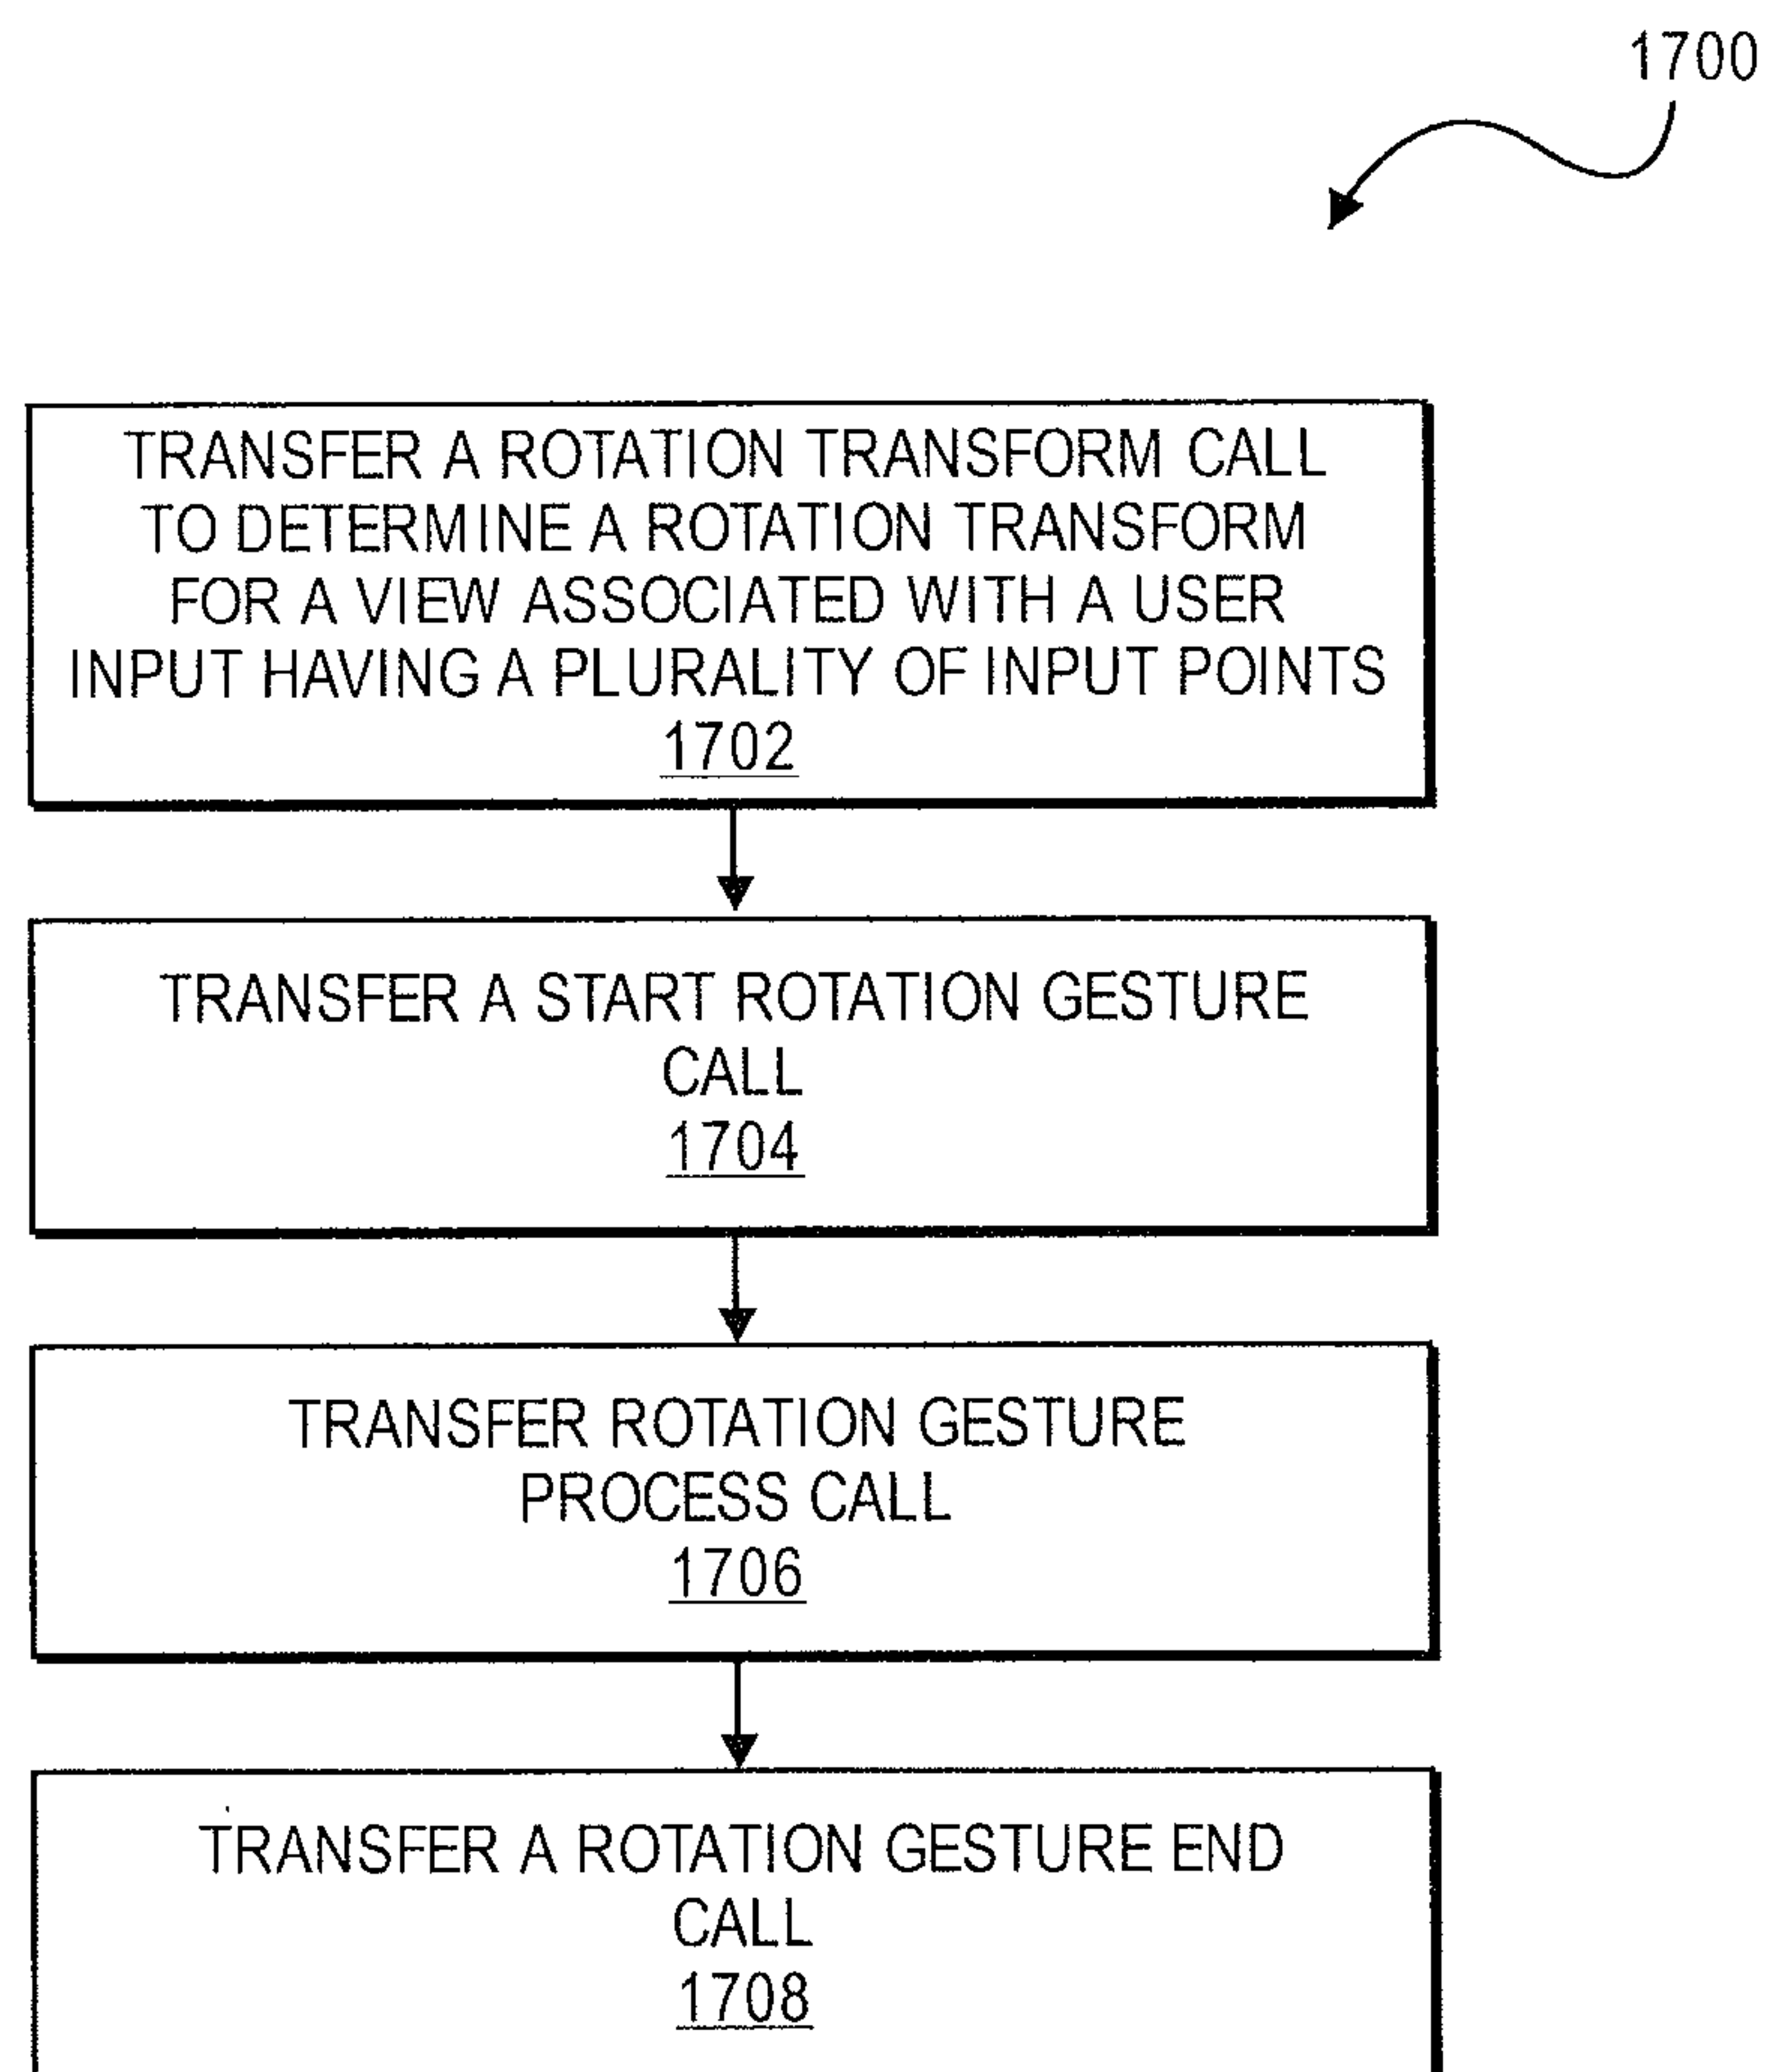 1700
TRANSFER A ROTATION TRANSFORM CALL
TO DETERMINE A ROTATION TRANSFORM
FOR A VIEW ASSOCIATED WITH A USER
INPUT HAVING A PLURALITY OF INPUT POINTS
1702
TRANSFER A START ROTATION GESTURE
CALL
1704
TRANSFER ROTATION GESTURE
PROCESS CALL
1706
TRANSFER A ROTATION GESTURE END
CALL
1708